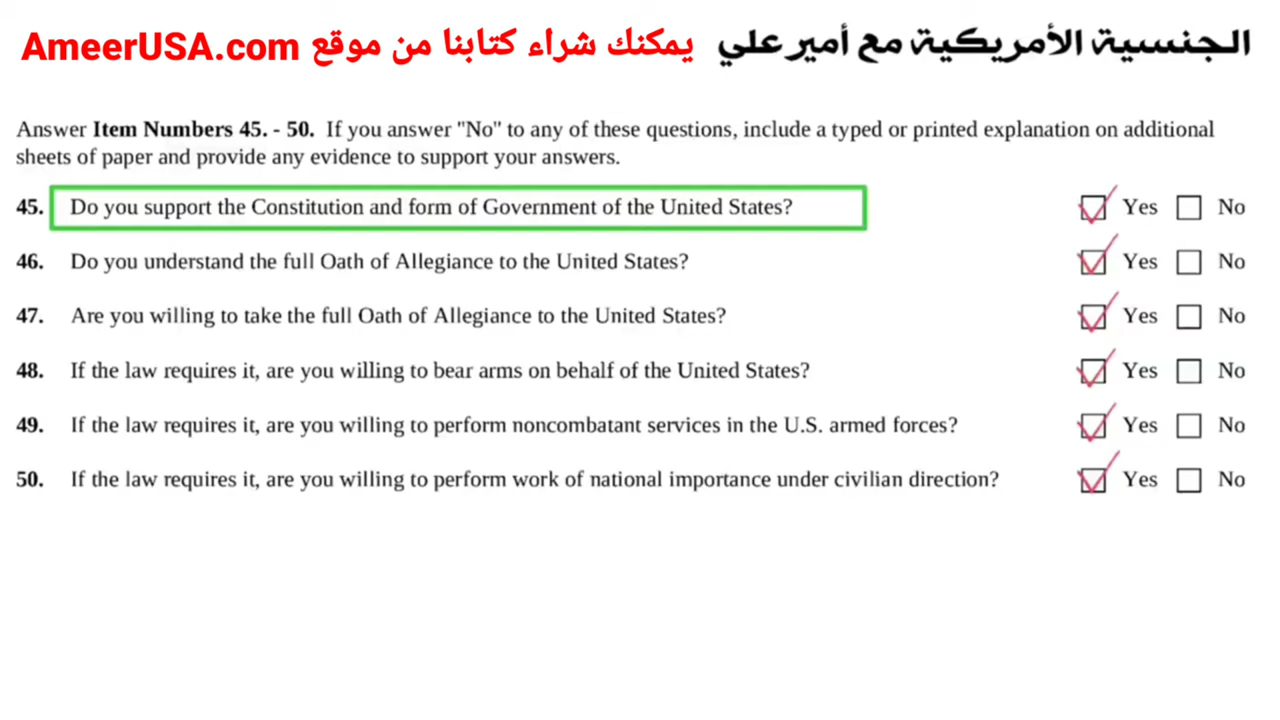 الجنسية الأمريكية مع أمير علي يمكنك شراء كتابنا من موقع AmeerUSA.com
Answer Item Numbers 45. - 50. If you answer "No" to any of these questions, include a typed or printed explanation on additional
sheets of paper and provide any evidence to support your answers.
45. Do you support the Constitution and form of Government of the United States? Yes No
46. Do you understand the full Oath of Allegiance to the United States? Yes No
47. Are you willing to take the full Oath of Allegiance to the United States? Yes No
48. If the law requires it, are you willing to bear arms on behalf of the United States? Yes No
49. If the law requires it, are you willing to perform noncombatant services in the U.S. armed forces? Yes No
50. If the law requires it, are you willing to perform work of national importance under civilian direction? Yes No